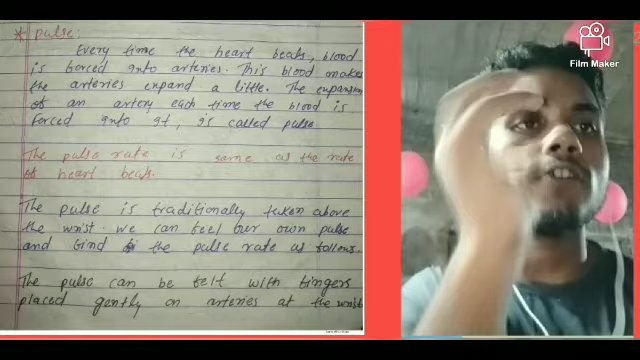 * pulse:
Every time the heart beats, blood
is forced into arteries. This blood makes
the arteries expand a little. The expansion
of an artery each time the blood is
forced into it, is called pulse.
The pulse rate is same as the rate
of heart beats.
The pulse is traditionally taken above
the wrist. we can feel our own pulse
and find the pulse rate as follows.
The pulse can be felt with fingers
placed gently on arteries at the wrist
Film Maker